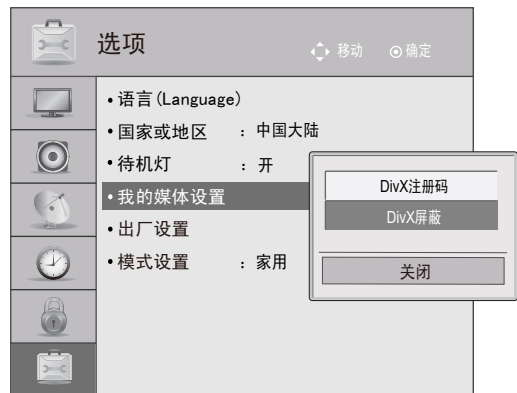 选项
移动 确定
•语言(Language)
•国家或地区 : 中国大陆
•待机灯 : 开
•我的媒体设置
•出厂设置
•模式设置 : 家用
DivX注册码
DivX屏蔽
关闭